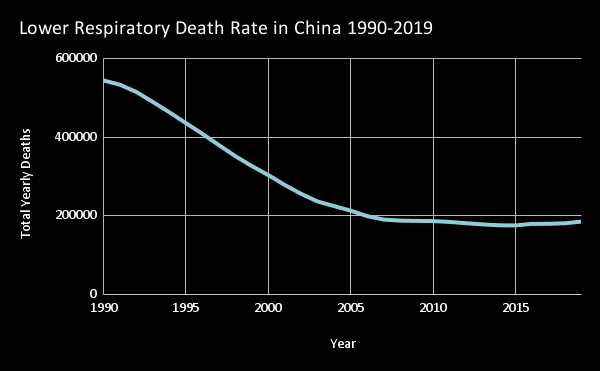 Lower Respiratory Death Rate in China 1990-2019
600000
400000
200000
0
Total Yearly Deaths
1990 1995 2000 2005 2010 2015
Year